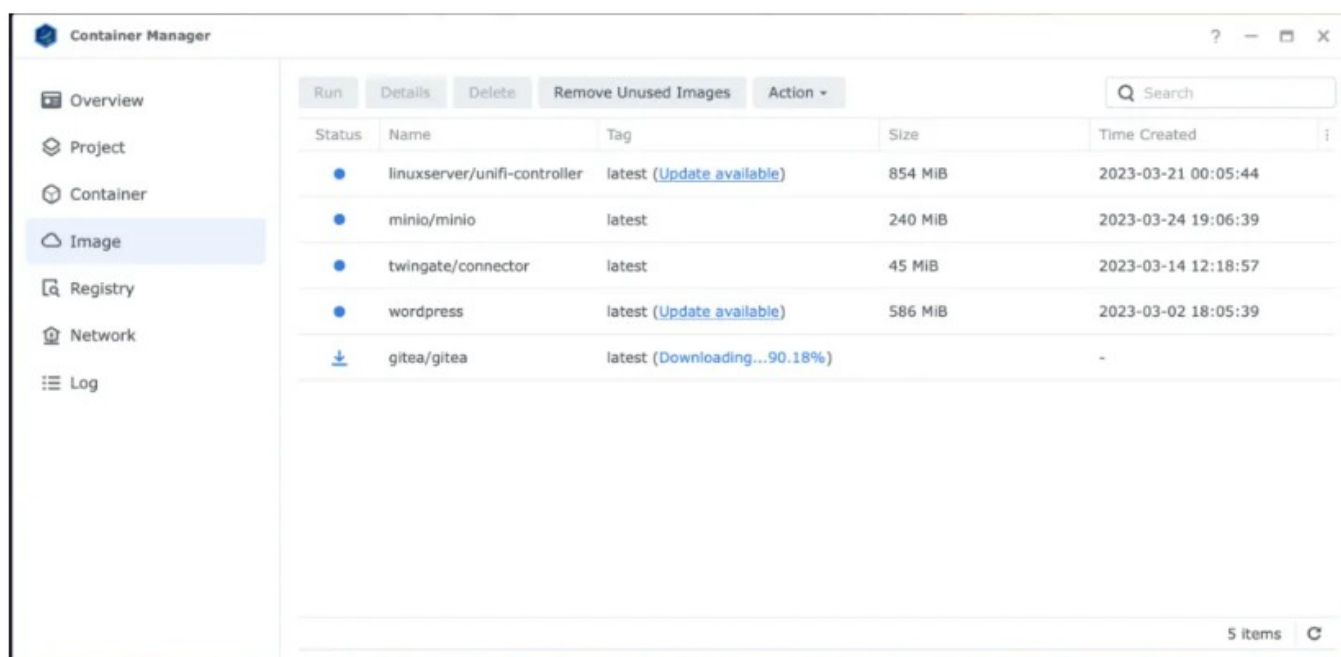 Container Manager
?
Overview
Project
Container
Image
Registry
Network
Log
Run Details Delete Remove Unused Images Action
Search
Status Name Tag Size Time Created
linuxserver/unifi-controller latest (Update available) 854 MiB 2023-03-21 00:05:44
minio/minio latest 240 MiB 2023-03-24 19:06:39
twingate/connector latest 45 MiB 2023-03-14 12:18:57
wordpress latest (Update available) 586 MiB 2023-03-02 18:05:39
gitea/gitea latest (Downloading...90.18%) -
5 items